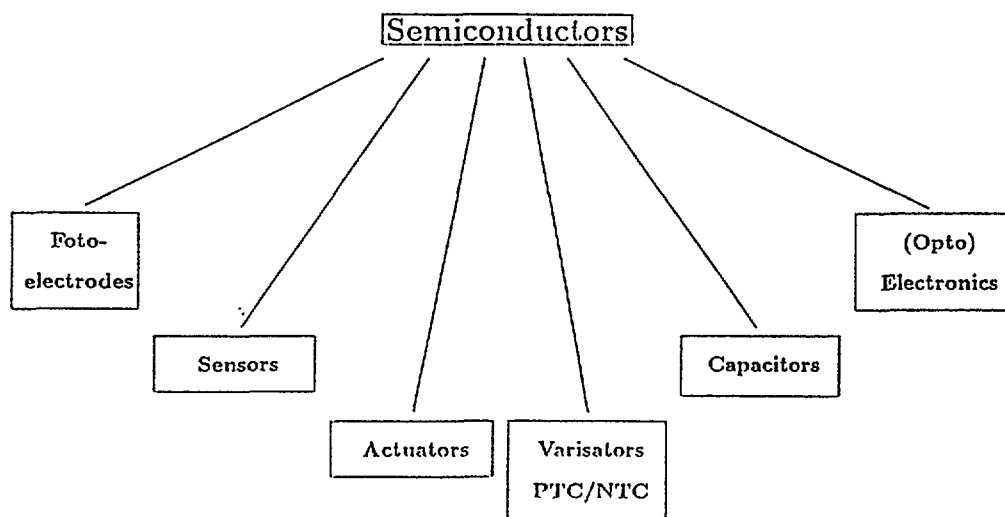 Semiconductors
Foto-
electrodes
(Opto)
Electronics
Sensors
Capacitors
Actuators
Varisators
PTC/NTC